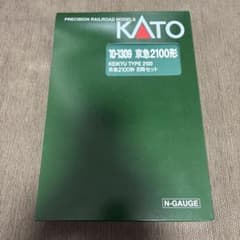 PRECISION RAILROAD MODELS
KATO
10-1309 京急2100形
KEIKYU TYPE 2100
京急2100形 8両セット
N-GAUGE